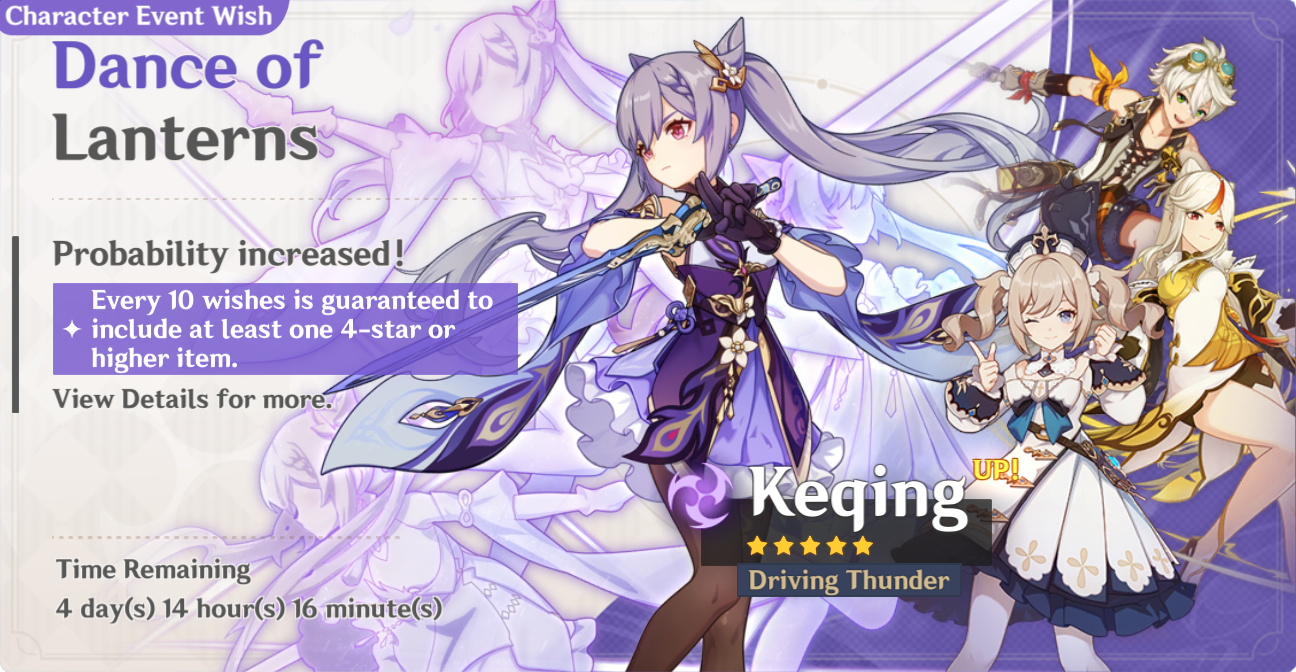 Character Event Wish
Dance of
Lanterns
Probability increased!
Every 10 wishes is guaranteed to
include at least one 4-star or
higher item.
View Details for more.
Keqing
UP!
Driving Thunder
Time Remaining
4 day(s) 14 hour(s) 16 minute(s)